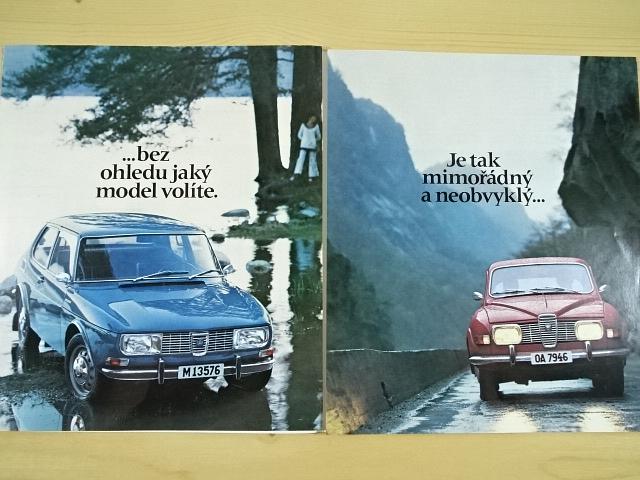 ...bez
ohledu jaký
model volíte.
M 13576
Je tak
mimořádný
a neobvyklý...
OA 7946